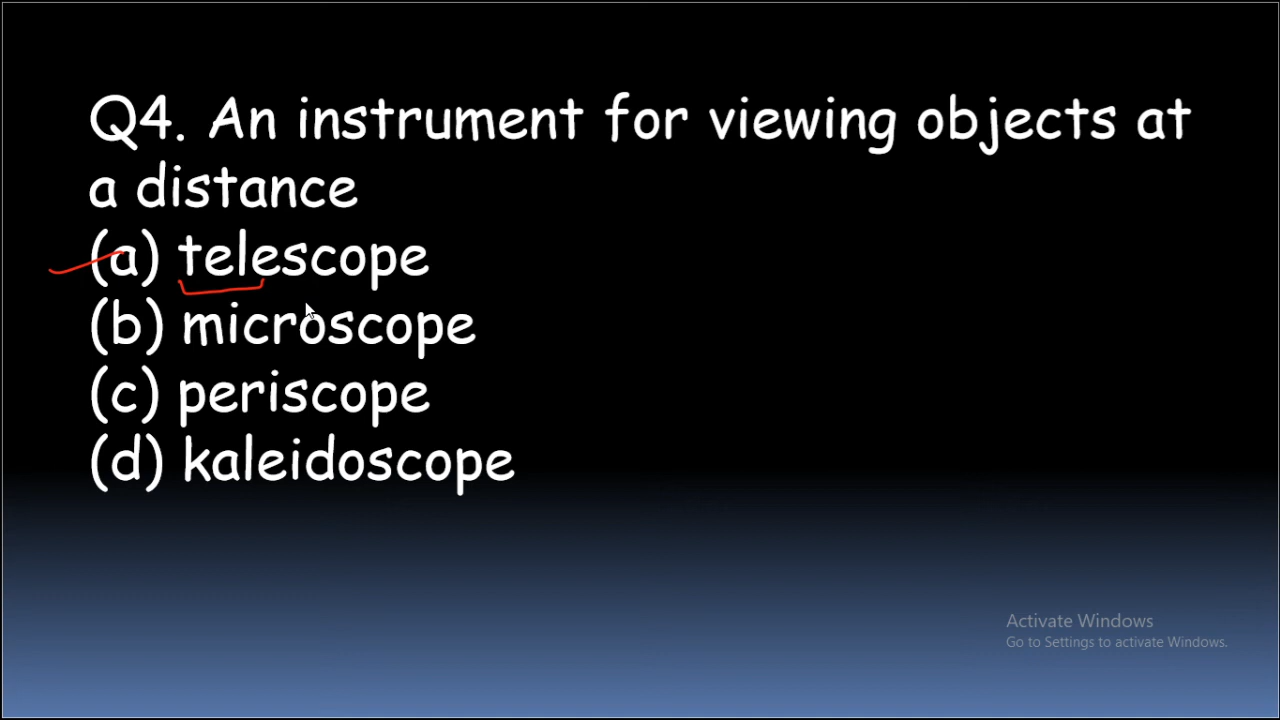 Q4. An instrument for viewing objects at
a distance
(a) telescope
(b) microscope
(c) periscope
(d) kaleidoscope
Activate Windows
Go to Settings to activate Windows.